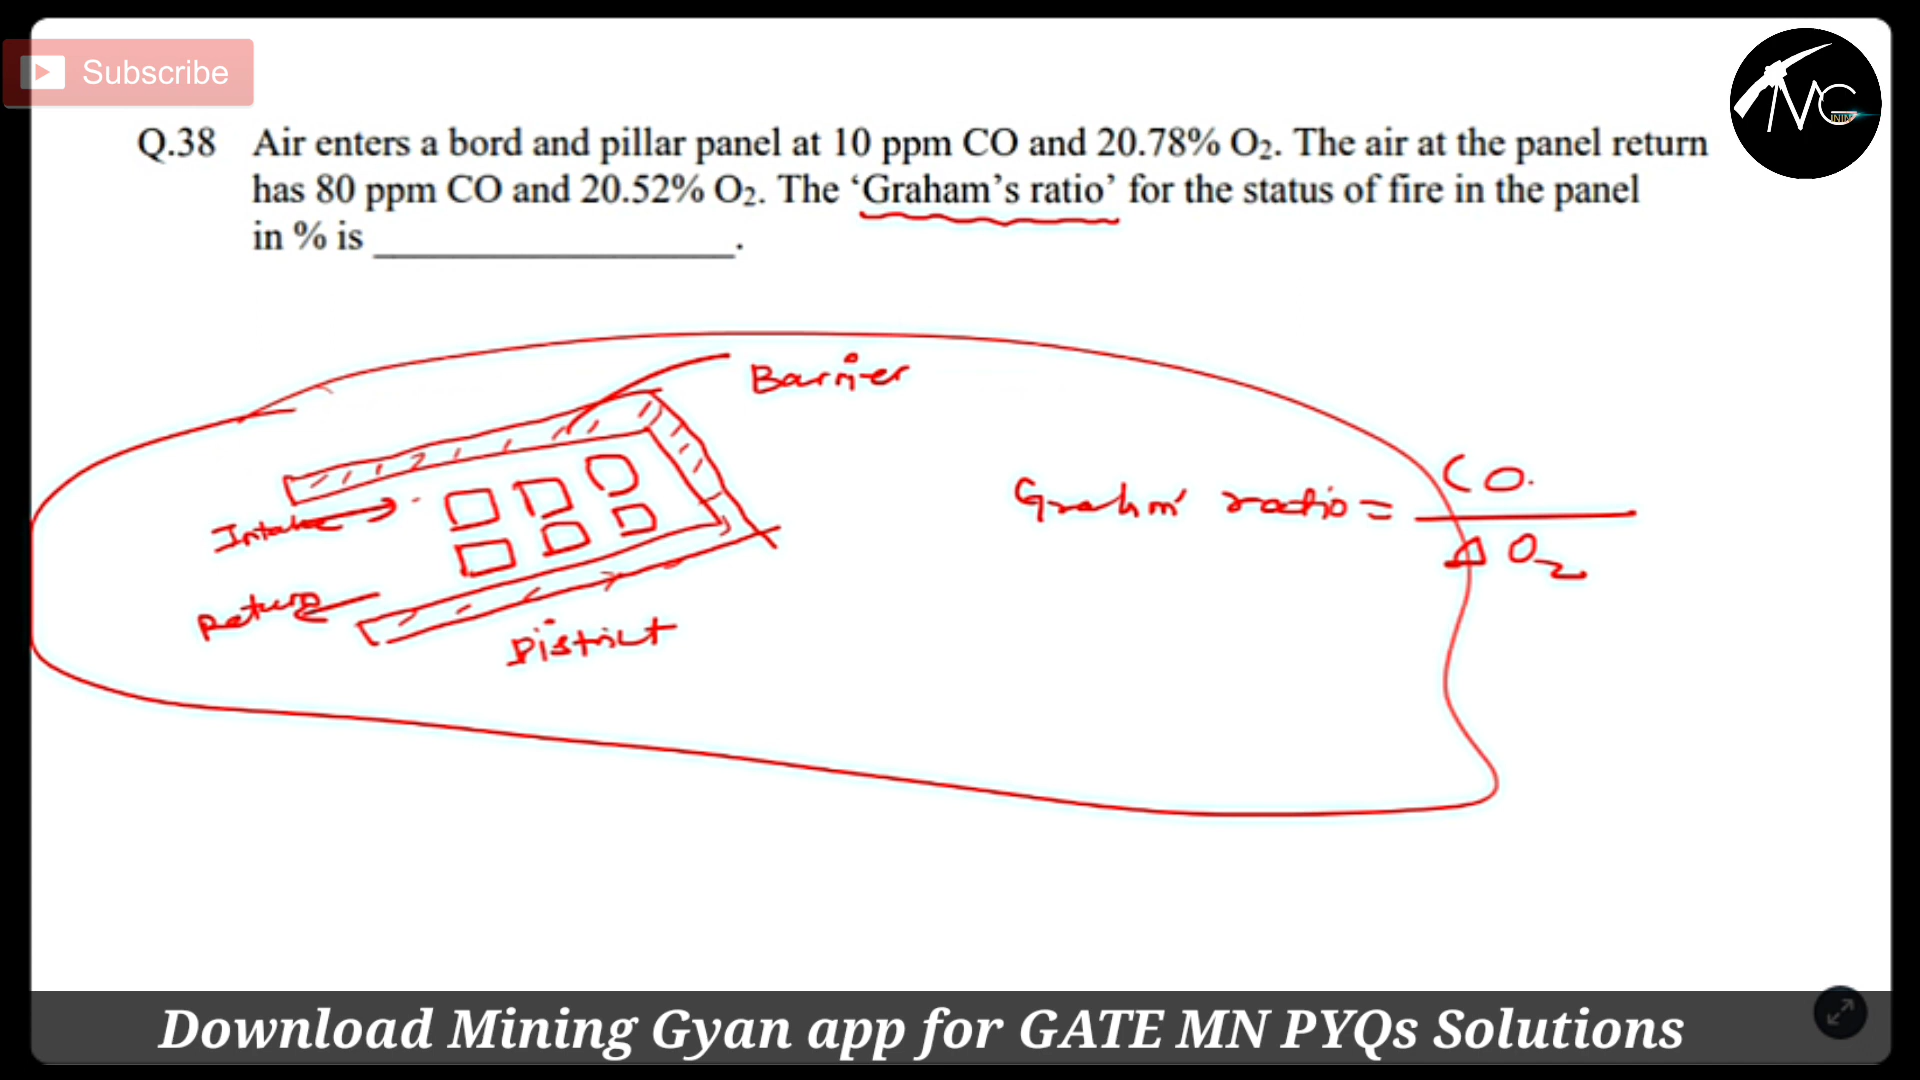 Subscribe
Q.38 Air enters a bord and pillar panel at 10 ppm CO and 20.78% O₂. The air at the panel return
has 80 ppm CO and 20.52% O₂. The ‘Graham’s ratio’ for the status of fire in the panel
in % is ____________________.
Barrier
Intake
Return
District
Graham' ratio = CO.
Δ O₂
Download Mining Gyan app for GATE MN PYQs Solutions